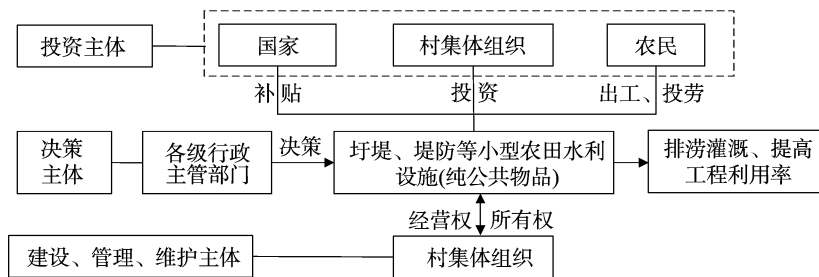 投资主体
国家
村集体组织
农民
补贴
投资
出工、投劳
决策
主体
各级行政
主管部门
决策
圩堤、堤防等小型农田水利
设施(纯公共物品)
排涝灌溉、提高
工程利用率
经营权
所有权
建设、管理、维护主体
村集体组织